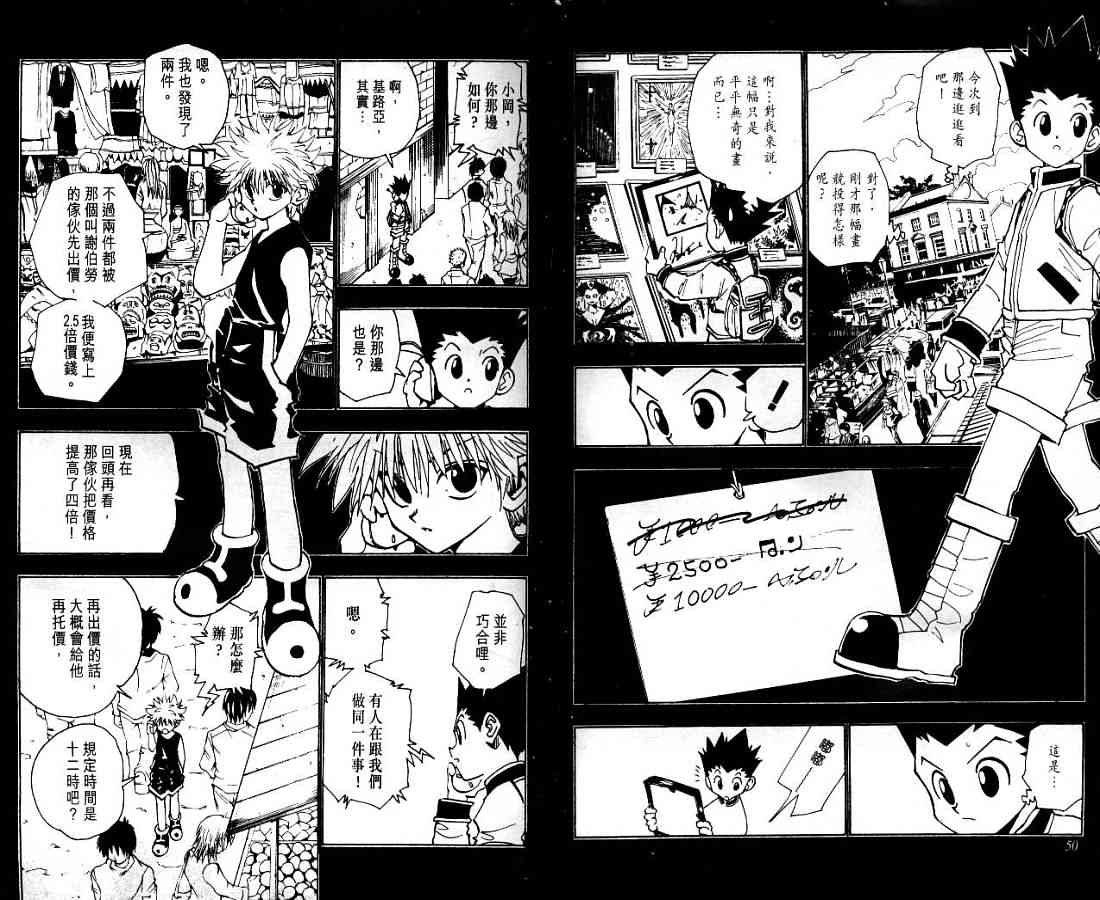 今次到
那邊逛逛看
吧！
對了，
剛才那幅畫
競投得怎樣
呢？
啊…對我來說，
這幅只是
平平無奇的畫
而已…
！
¥1000-
¥2500-
¥10000-
這是…
嘟嘟
50
小岡，
你那邊
如何？
啊，
基路亞，
其實…
嗯。
我也發現了
兩件。
不過兩件都被
那個叫謝伯勞
的傢伙先出價，
我便寫上
2.5倍價錢。
你那邊
也是？
現在
回頭再看，
那傢伙把價格
提高了四倍！
並非
巧合哩。
嗯。
有人在跟我們
做同一件事！
那怎麼
辦？
再出價的話，
大概會給他
再托價，
規定時間是
十二時吧？